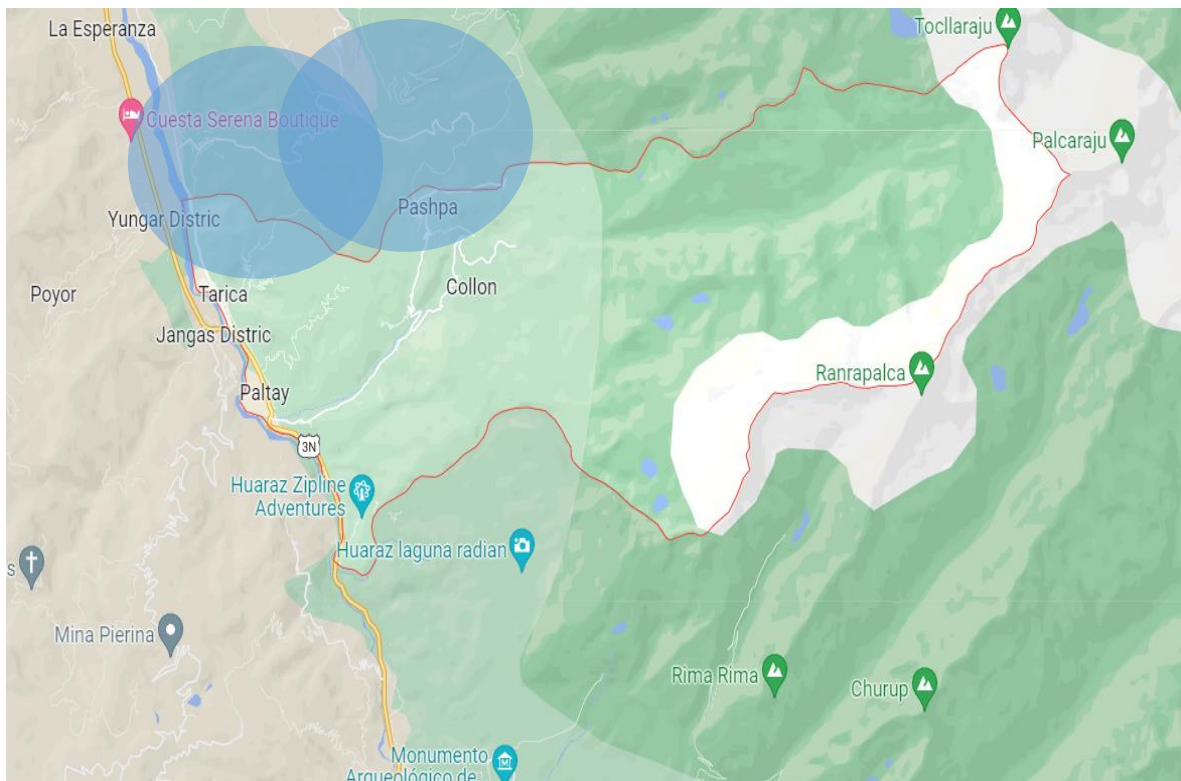 La Esperanza
Tocllaraju
Cuesta Serena Boutique
Palcaraju
Pashpa
Yungar Distric
Collon
Poyor
Tarica
Jangas Distric
Ranrapalca
Paltay
3N
Huaraz Zipline
Adventures
Huaraz laguna radian
s
Mina Pierina
Rima Rima
Churup
Monumento
Arqueológico de